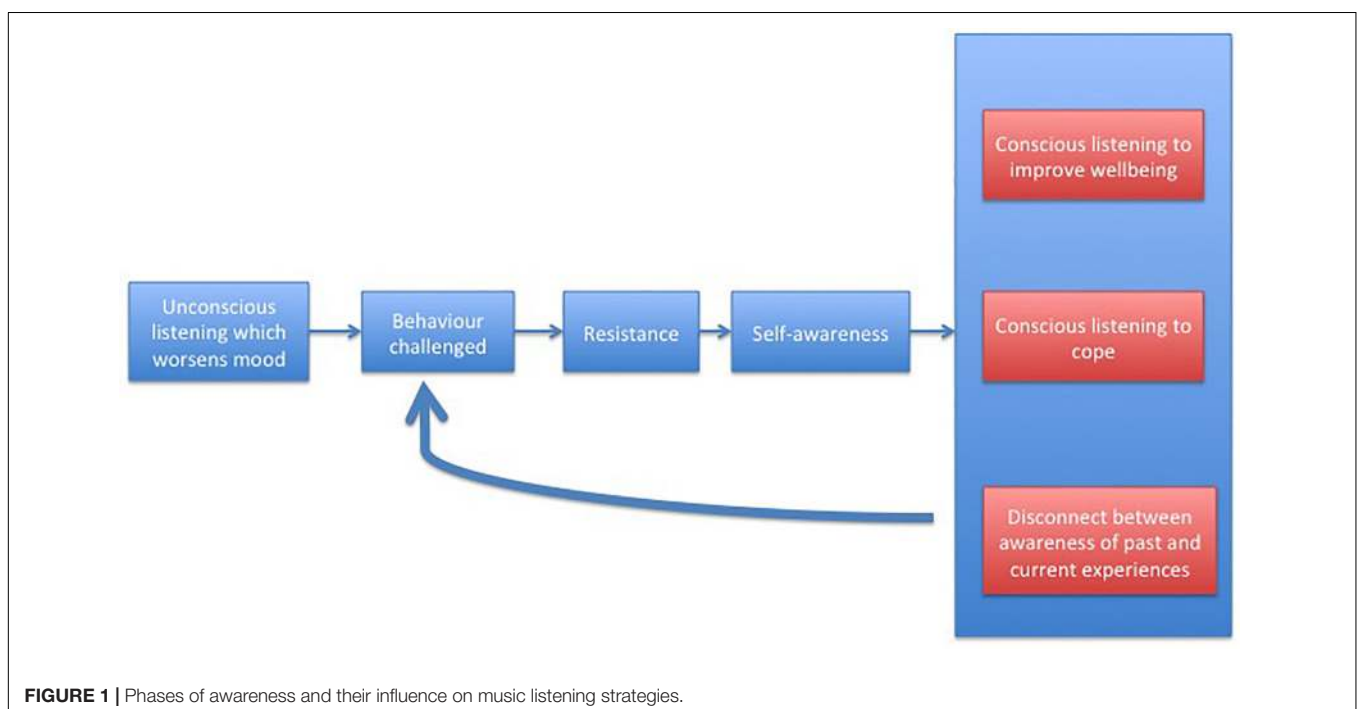 Unconscious
listening which
worsens mood
Behaviour
challenged
Resistance
Self-awareness
Conscious listening to
improve wellbeing
Conscious listening to
cope
Disconnect between
awareness of past and
current experiences
FIGURE 1 | Phases of awareness and their influence on music listening strategies.